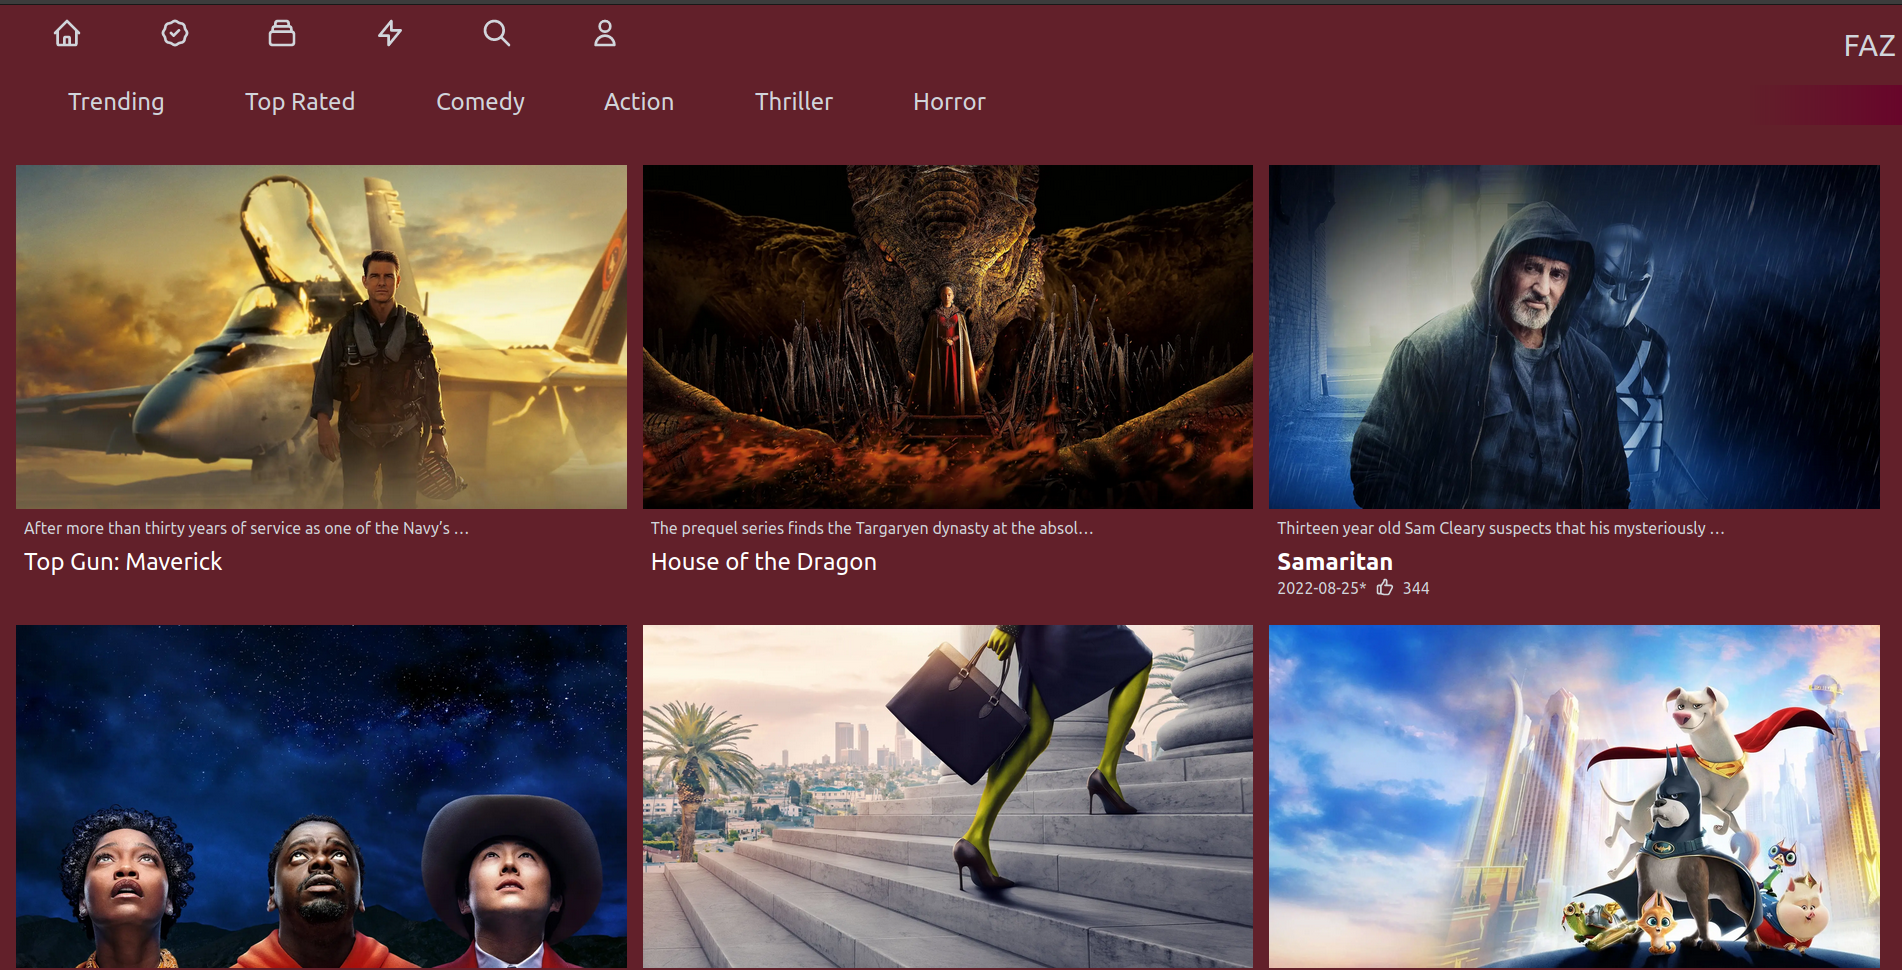 FAZ
Trending Top Rated Comedy Action Thriller Horror
After more than thirty years of service as one of the Navy’s ...
Top Gun: Maverick
The prequel series finds the Targaryen dynasty at the absol...
House of the Dragon
Thirteen year old Sam Cleary suspects that his mysteriously ...
Samaritan
2022-08-25* 344